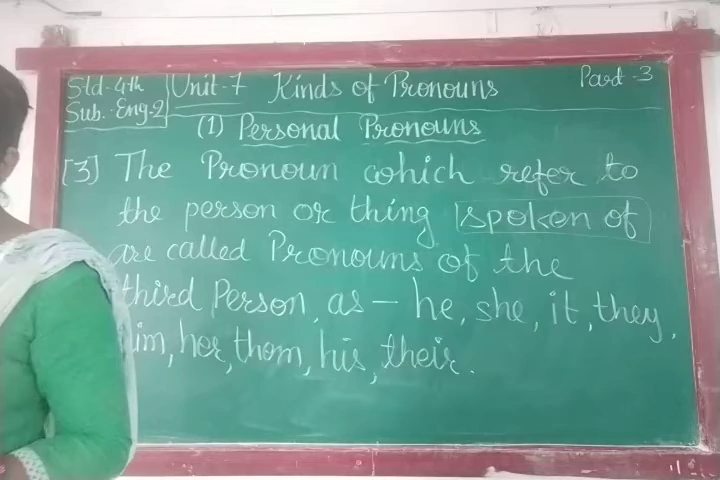 Std-4th
Sub.-Eng-2
Unit-7 Kinds of Pronouns
Part-3
(1) Personal Pronouns
[3] The Pronoun which refer to
the person or thing spoken of
are called Pronouns of the
third Person, as - he, she, it, they,
him, her, them, his, their.